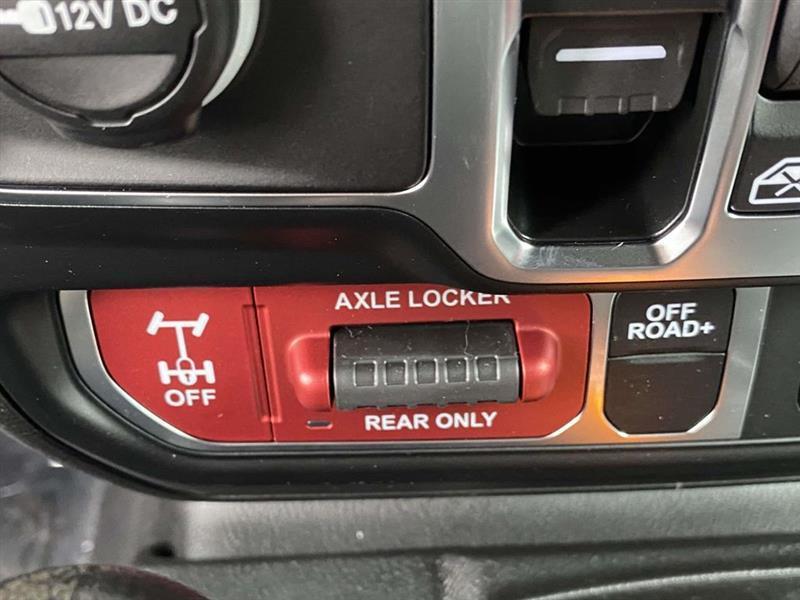 12V DC
AXLE LOCKER
OFF
REAR ONLY
OFF
ROAD+